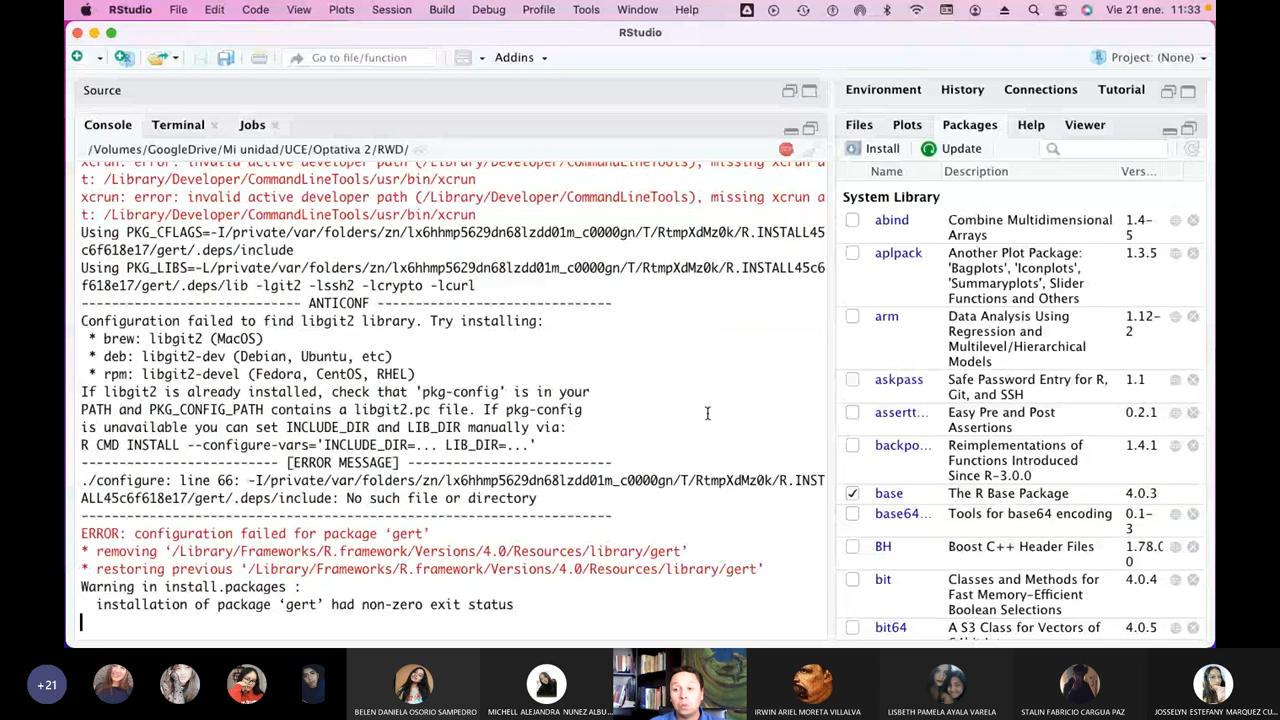 RStudio File Edit Code View Plots Session Build Debug Profile Tools Window Help Vie 21 ene. 11:33
RStudio
Go to file/function Addins Project: (None)
Source
Environment History Connections Tutorial
Console Terminal Jobs
Files Plots Packages Help Viewer
/Volumes/GoogleDrive/Mi unidad/UCE/Optativa 2/RWD/
Install Update
Name Description Vers...
xcrun: error: invalid active developer path (/Library/Developer/CommandLineTools), missing xcrun a
t: /Library/Developer/CommandLineTools/usr/bin/xcrun
xcrun: error: invalid active developer path (/Library/Developer/CommandLineTools), missing xcrun a
t: /Library/Developer/CommandLineTools/usr/bin/xcrun
Using PKG_CFLAGS=-I/private/var/folders/zn/lx6hhmp5629dn68lzdd01m_c0000gn/T/RtmpXdMz0k/R.INSTALL45
c6f618e17/gert/.deps/include
Using PKG_LIBS=-L/private/var/folders/zn/lx6hhmp5629dn68lzdd01m_c0000gn/T/RtmpXdMz0k/R.INSTALL45c6
f618e17/gert/.deps/lib -lgit2 -lssh2 -lcrypto -lcurl
-------------------------- ANTICONF ---------------------------
Configuration failed to find libgit2 library. Try installing:
* brew: libgit2 (MacOS)
* deb: libgit2-dev (Debian, Ubuntu, etc)
* rpm: libgit2-devel (Fedora, CentOS, RHEL)
If libgit2 is already installed, check that 'pkg-config' is in your
PATH and PKG_CONFIG_PATH contains a libgit2.pc file. If pkg-config
is unavailable you can set INCLUDE_DIR and LIB_DIR manually via:
R CMD INSTALL --configure-vars='INCLUDE_DIR=... LIB_DIR=...'
-------------------------- [ERROR MESSAGE] ---------------------------
./configure: line 66: -I/private/var/folders/zn/lx6hhmp5629dn68lzdd01m_c0000gn/T/RtmpXdMz0k/R.INST
ALL45c6f618e17/gert/.deps/include: No such file or directory
--------------------------------------------------------------------
ERROR: configuration failed for package ‘gert’
* removing ‘/Library/Frameworks/R.framework/Versions/4.0/Resources/library/gert’
* restoring previous ‘/Library/Frameworks/R.framework/Versions/4.0/Resources/library/gert’
Warning in install.packages :
installation of package ‘gert’ had non-zero exit status
System Library
abind Combine Multidimensional 1.4-
Arrays 5
aplpack Another Plot Package: 1.3.5
'Bagplots', 'Iconplots',
'Summaryplots', Slider
Functions and Others
arm Data Analysis Using 1.12-
Regression and 2
Multilevel/Hierarchical
Models
askpass Safe Password Entry for R, 1.1
Git, and SSH
assertt... Easy Pre and Post 0.2.1
Assertions
backpo... Reimplementations of 1.4.1
Functions Introduced
Since R-3.0.0
base The R Base Package 4.0.3
base64... Tools for base64 encoding 0.1-
3
BH Boost C++ Header Files 1.78.0
0
bit Classes and Methods for 4.0.4
Fast Memory-Efficient
Boolean Selections
bit64 A S3 Class for Vectors of 4.0.5
+21
BELEN DANIELA OSORIO SAMPEDRO MICHELL ALEJANDRA NUNEZ ALBU... IRWIN ARIEL MORETA VILLALVA LISBETH PAMELA AYALA VARELA STALIN FABRICIO CARGUA PAZ JOSSELYN ESTEFANY MARQUEZ CU...